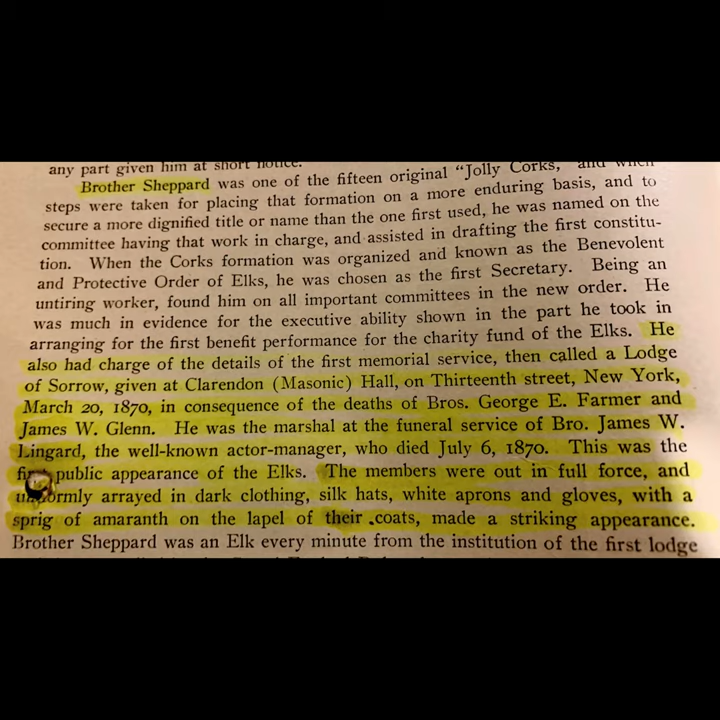 any part given him at short notice.
Brother Sheppard was one of the fifteen original "Jolly Corks," and when
steps were taken for placing that formation on a more enduring basis, and to
secure a more dignified title or name than the one first used, he was named on the
committee having that work in charge, and assisted in drafting the first constitu-
tion. When the Corks formation was organized and known as the Benevolent
and Protective Order of Elks, he was chosen as the first Secretary. Being an
untiring worker, found him on all important committees in the new order. He
was much in evidence for the executive ability shown in the part he took in
arranging for the first benefit performance for the charity fund of the Elks. He
also had charge of the details of the first memorial service, then called a Lodge
of Sorrow, given at Clarendon (Masonic) Hall, on Thirteenth street, New York,
March 20, 1870, in consequence of the deaths of Bros. George E. Farmer and
James W. Glenn. He was the marshal at the funeral service of Bro. James W.
Lingard, the well-known actor-manager, who died July 6, 1870. This was the
first public appearance of the Elks. The members were out in full force, and
uniformly arrayed in dark clothing, silk hats, white aprons and gloves, with a
sprig of amaranth on the lapel of their coats, made a striking appearance.
Brother Sheppard was an Elk every minute from the institution of the first lodge